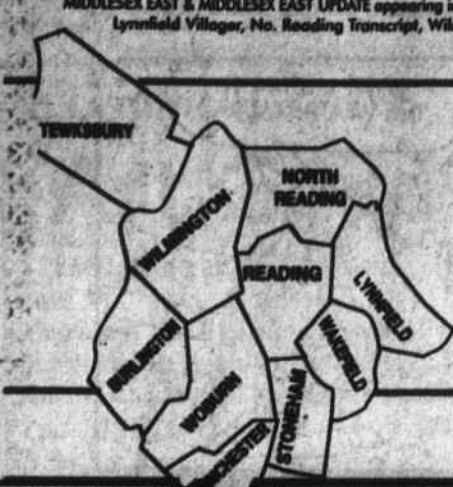 MIDDLESEX EAST & MIDDLESEX EAST UPDATE appearing
Lynnfield Villager, No. Reading Transcript,
TEWKSBURY
NORTH
READING
WILMINGTON
READING
LYNNFIELD
BURLINGTON
WAKEFIELD
WOBURN
STONEHAM